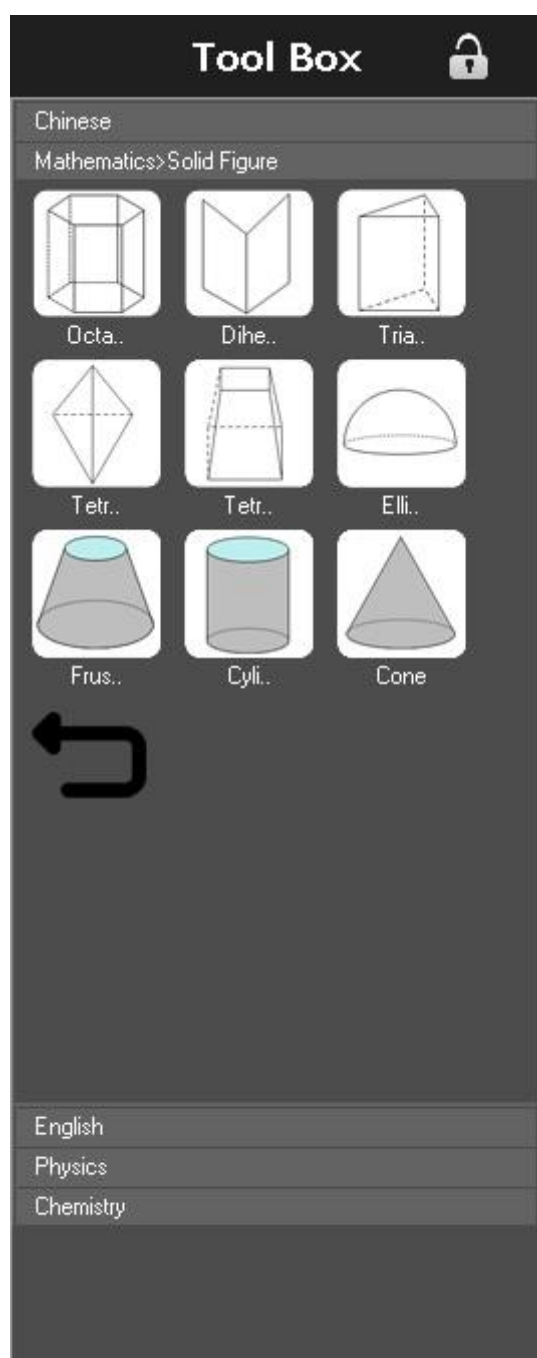 Tool Box
Chinese
Mathematics>Solid Figure
Octa.. Dihe.. Tria..
Tetr.. Tetr.. Elli..
Frus.. Cyli.. Cone
English
Physics
Chemistry